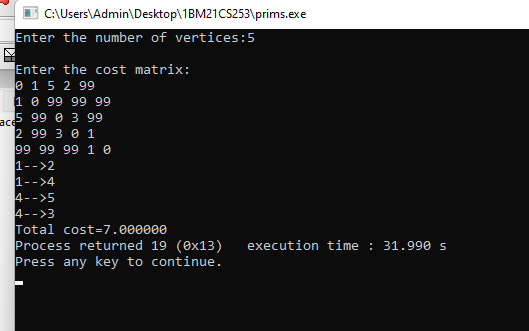 C:\Users\Admin\Desktop\1BM21CS253\prims.exe
Enter the number of vertices:5
Enter the cost matrix:
0 1 5 2 99
1 0 99 99 99
5 99 0 3 99
2 99 3 0 1
99 99 99 1 0
1-->2
1-->4
4-->5
4-->3
Total cost=7.000000
Process returned 19 (0x13)   execution time : 31.990 s
Press any key to continue.
ace